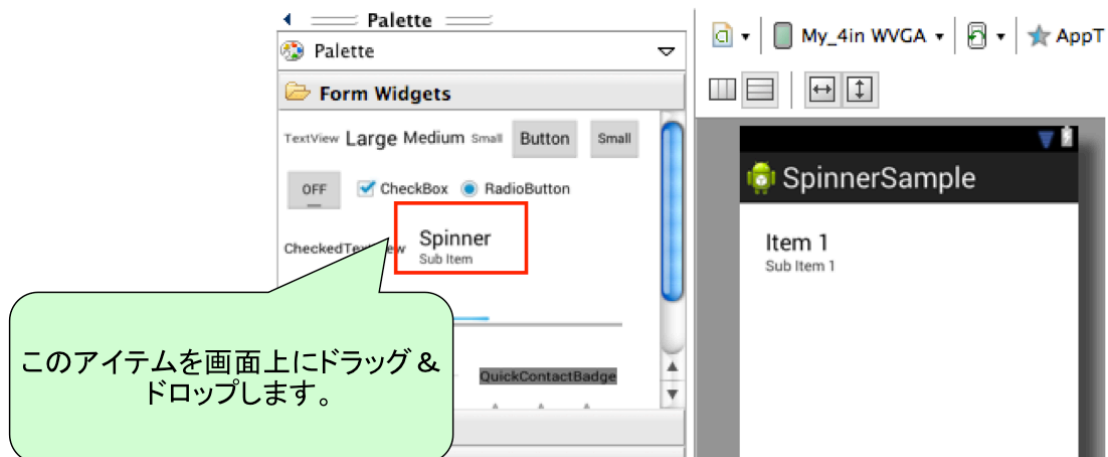 Palette
Palette
Form Widgets
TextView Large Medium Small Button Small
OFF CheckBox RadioButton
Spinner
Sub Item
このアイテムを画面上にドラッグ＆
ドロップします。
QuickContactBadge
My_4in WVGA
AppT
SpinnerSample
Item 1
Sub Item 1